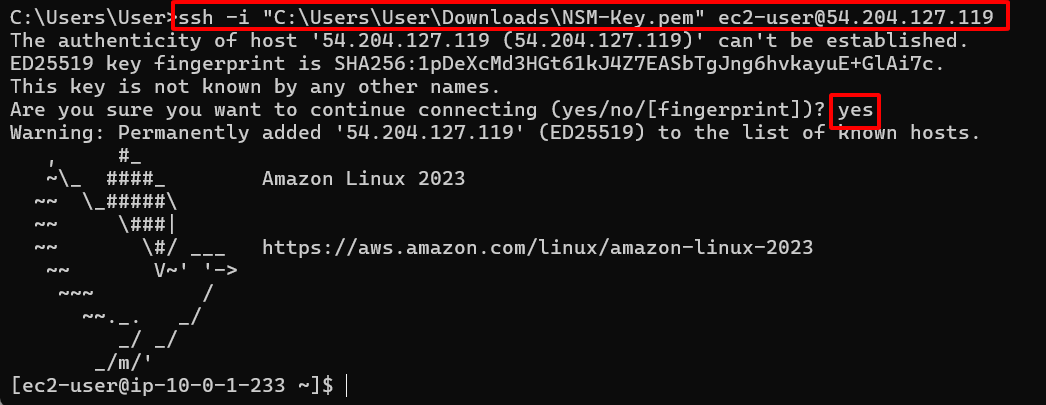 C:\Users\User>ssh -i "C:\Users\User\Downloads\NSM-Key.pem" ec2-user@54.204.127.119
The authenticity of host '54.204.127.119 (54.204.127.119)' can't be established.
ED25519 key fingerprint is SHA256:1pDeXcMd3HGt61kJ4Z7EASbTgJng6hvkayuE+GlAi7c.
This key is not known by any other names.
Are you sure you want to continue connecting (yes/no/[fingerprint])? yes
Warning: Permanently added '54.204.127.119' (ED25519) to the list of known hosts.
   ,     #_
   ~\_  ####_        Amazon Linux 2023
  ~~  \_#####\
  ~~     \###|
  ~~       \#/ ___   https://aws.amazon.com/linux/amazon-linux-2023
   ~~       V~' '->
    ~~~         /
      ~~._.   _/
         _/ _/
       _/m/'
[ec2-user@ip-10-0-1-233 ~]$